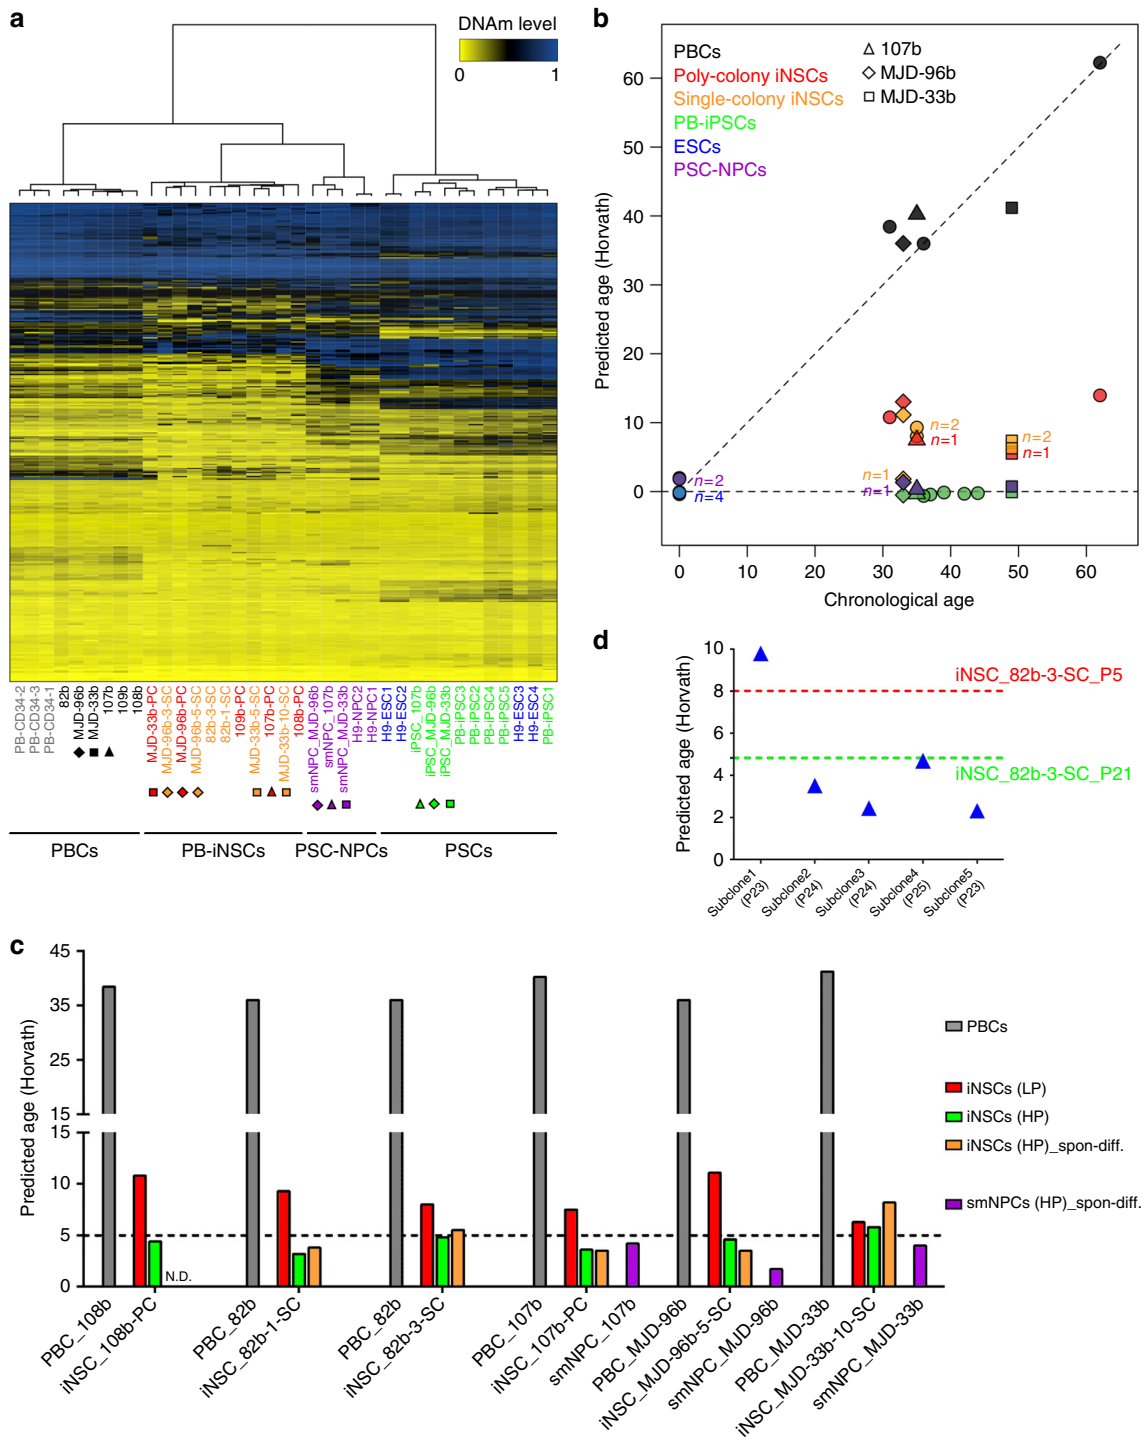 a
DNAm level
0 1
PB-CD34-2
PB-CD34-3
PB-CD34-1
82b
MJD-96b
MJD-33b
107b
109b
108b
MJD-33b-PC
MJD-96b-3-SC
MJD-96b-PC
MJD-96b-5-SC
82b-3-SC
82b-1-SC
109b-PC
MJD-33b-5-SC
107b-PC
MJD-33b-10-SC
108b-PC
smNPC_MJD-96b
smNPC_107b
smNPC_MJD-33b
H9-NPC2
H9-NPC1
H9-ESC1
H9-ESC2
iPSC_107b
iPSC_MJD-96b
iPSC_MJD-33b
PB-iPSC3
PB-iPSC2
PB-iPSC4
PB-iPSC5
H9-ESC3
H9-ESC4
PB-iPSC1
PBCs
PB-iNSCs
PSC-NPCs
PSCs
b
PBCs
Poly-colony iNSCs
Single-colony iNSCs
PB-iPSCs
ESCs
PSC-NPCs
107b
MJD-96b
MJD-33b
Predicted age (Horvath)
60
50
40
30
20
10
0
n=2
n=4
n=1
n=1
n=2
n=1
n=2
n=1
0 10 20 30 40 50 60
Chronological age
d
Predicted age (Horvath)
10
8
6
4
2
0
iNSC_82b-3-SC_P5
iNSC_82b-3-SC_P21
Subclone1
(P23)
Subclone2
(P24)
Subclone3
(P24)
Subclone4
(P25)
Subclone5
(P23)
c
Predicted age (Horvath)
45
35
25
15
15
10
5
0
N.D.
PBC_108b
iNSC_108b-PC
PBC_82b
iNSC_82b-1-SC
PBC_82b
iNSC_82b-3-SC
PBC_107b
iNSC_107b-PC
smNPC_107b
PBC_MJD-96b
iNSC_MJD-96b-5-SC
smNPC_MJD-96b
PBC_MJD-33b
iNSC_MJD-33b-10-SC
smNPC_MJD-33b
PBCs
iNSCs (LP)
iNSCs (HP)
iNSCs (HP)_spon-diff.
smNPCs (HP)_spon-diff.